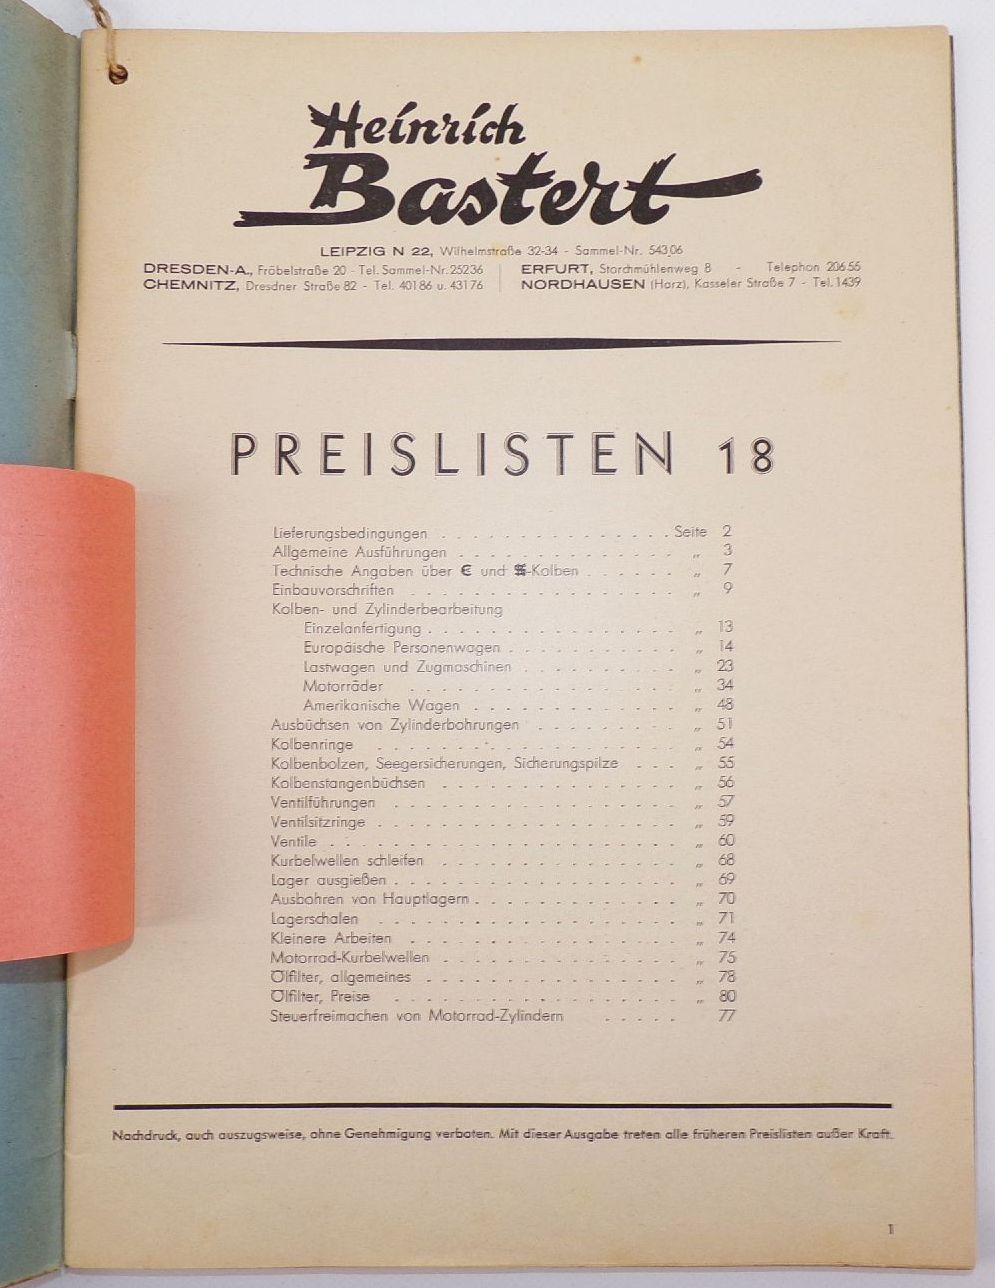 Heinrich
Bastert
LEIPZIG N 22, Wilhelmstraße 32-34 - Sammel-Nr. 54306
DRESDEN-A., Fröbelstraße 20 - Tel. Sammel-Nr. 25236
CHEMNITZ, Dresdner Straße 82 - Tel. 40186 u. 43176
ERFURT, Storchmühlenweg 8 - Telephon 20655
NORDHAUSEN (Harz), Kasseler Straße 7 - Tel. 1439
PREISLISTEN 18
Lieferungsbedingungen . . . . . . . . . . . . . . . Seite 2
Allgemeine Ausführungen . . . . . . . . . . . . . . „ 3
Technische Angaben über und -Kolben . . . . . . „ 7
Einbauvorschriften . . . . . . . . . . . . . . . . . „ 9
Kolben- und Zylinderbearbeitung
Einzelanfertigung . . . . . . . . . . . . . . . . „ 13
Europäische Personenwagen . . . . . . . . . . . „ 14
Lastwagen und Zugmaschinen . . . . . . . . . . „ 23
Motorräder . . . . . . . . . . . . . . . . . „ 34
Amerikanische Wagen . . . . . . . . . . . . . „ 48
Ausbüchsen von Zylinderbohrungen . . . . . . . . . „ 51
Kolbenringe . . . . . . . . . . . . . . . . . . . „ 54
Kolbenbolzen, Seegersicherungen, Sicherungspilze . . . „ 55
Kolbenstangenbüchsen . . . . . . . . . . . . . . . „ 56
Ventilführungen . . . . . . . . . . . . . . . . . . „ 57
Ventilsitzringe . . . . . . . . . . . . . . . . . . . „ 59
Ventile . . . . . . . . . . . . . . . . . . . . . . „ 60
Kurbelwellen schleifen . . . . . . . . . . . . . . . „ 68
Lager ausgießen . . . . . . . . . . . . . . . . . . „ 69
Ausbohren von Hauptlagern . . . . . . . . . . . . . „ 70
Lagerschalen . . . . . . . . . . . . . . . . . . . „ 71
Kleinere Arbeiten . . . . . . . . . . . . . . . . . „ 74
Motorrad-Kurbelwellen . . . . . . . . . . . . . . . „ 75
Ölfilter, allgemeines . . . . . . . . . . . . . . . . „ 78
Ölfilter, Preise . . . . . . . . . . . . . . . . . . „ 80
Steuerfreimachen von Motorrad-Zylindern . . . . . 77
Nachdruck, auch auszugsweise, ohne Genehmigung verboten. Mit dieser Ausgabe treten alle früheren Preislisten außer Kraft.
1